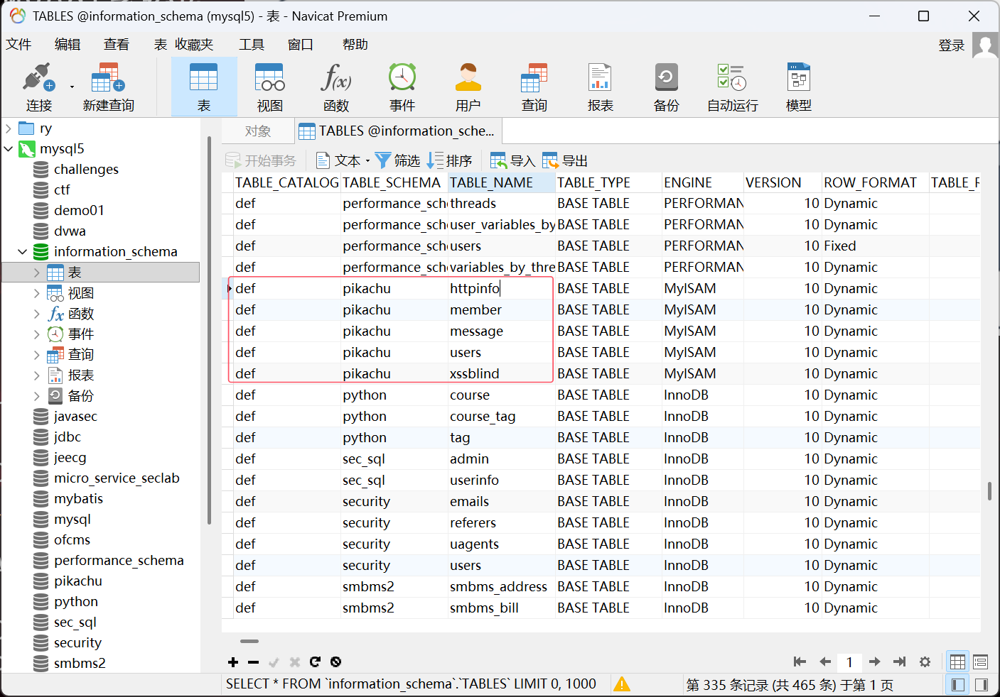 TABLES @information_schema (mysql5) - 表 - Navicat Premium
文件 编辑 查看 表 收藏夹 工具 窗口 帮助 登录
连接 新建查询 表 视图 函数 事件 用户 查询 报表 备份 自动运行 模型
ry
mysql5
challenges
ctf
demo01
dvwa
information_schema
表
视图
函数
事件
查询
报表
备份
javasec
jdbc
jeecg
micro_service_seclab
mybatis
mysql
ofcms
performance_schema
pikachu
python
sec_sql
security
smbms2
对象 TABLES @information_sche...
开始事务 文本 筛选 排序 导入 导出
TABLE_CATALOG TABLE_SCHEMA TABLE_NAME TABLE_TYPE ENGINE VERSION ROW_FORMAT TABLE_R
def performance_sche threads BASE TABLE PERFORMAN 10 Dynamic
def performance_sche user_variables_by BASE TABLE PERFORMAN 10 Dynamic
def performance_sche users BASE TABLE PERFORMAN 10 Fixed
def performance_sche variables_by_thre BASE TABLE PERFORMAN 10 Dynamic
def pikachu httpinfo BASE TABLE MyISAM 10 Dynamic
def pikachu member BASE TABLE MyISAM 10 Dynamic
def pikachu message BASE TABLE MyISAM 10 Dynamic
def pikachu users BASE TABLE MyISAM 10 Dynamic
def pikachu xssblind BASE TABLE MyISAM 10 Dynamic
def python course BASE TABLE InnoDB 10 Dynamic
def python course_tag BASE TABLE InnoDB 10 Dynamic
def python tag BASE TABLE InnoDB 10 Dynamic
def sec_sql admin BASE TABLE InnoDB 10 Dynamic
def sec_sql userinfo BASE TABLE InnoDB 10 Dynamic
def security emails BASE TABLE InnoDB 10 Dynamic
def security referers BASE TABLE InnoDB 10 Dynamic
def security uagents BASE TABLE InnoDB 10 Dynamic
def security users BASE TABLE InnoDB 10 Dynamic
def smbms2 smbms_address BASE TABLE InnoDB 10 Dynamic
def smbms2 smbms_bill BASE TABLE InnoDB 10 Dynamic
1
SELECT * FROM `information_schema`.`TABLES` LIMIT 0, 1000 第 335 条记录 (共 465 条) 于第 1 页